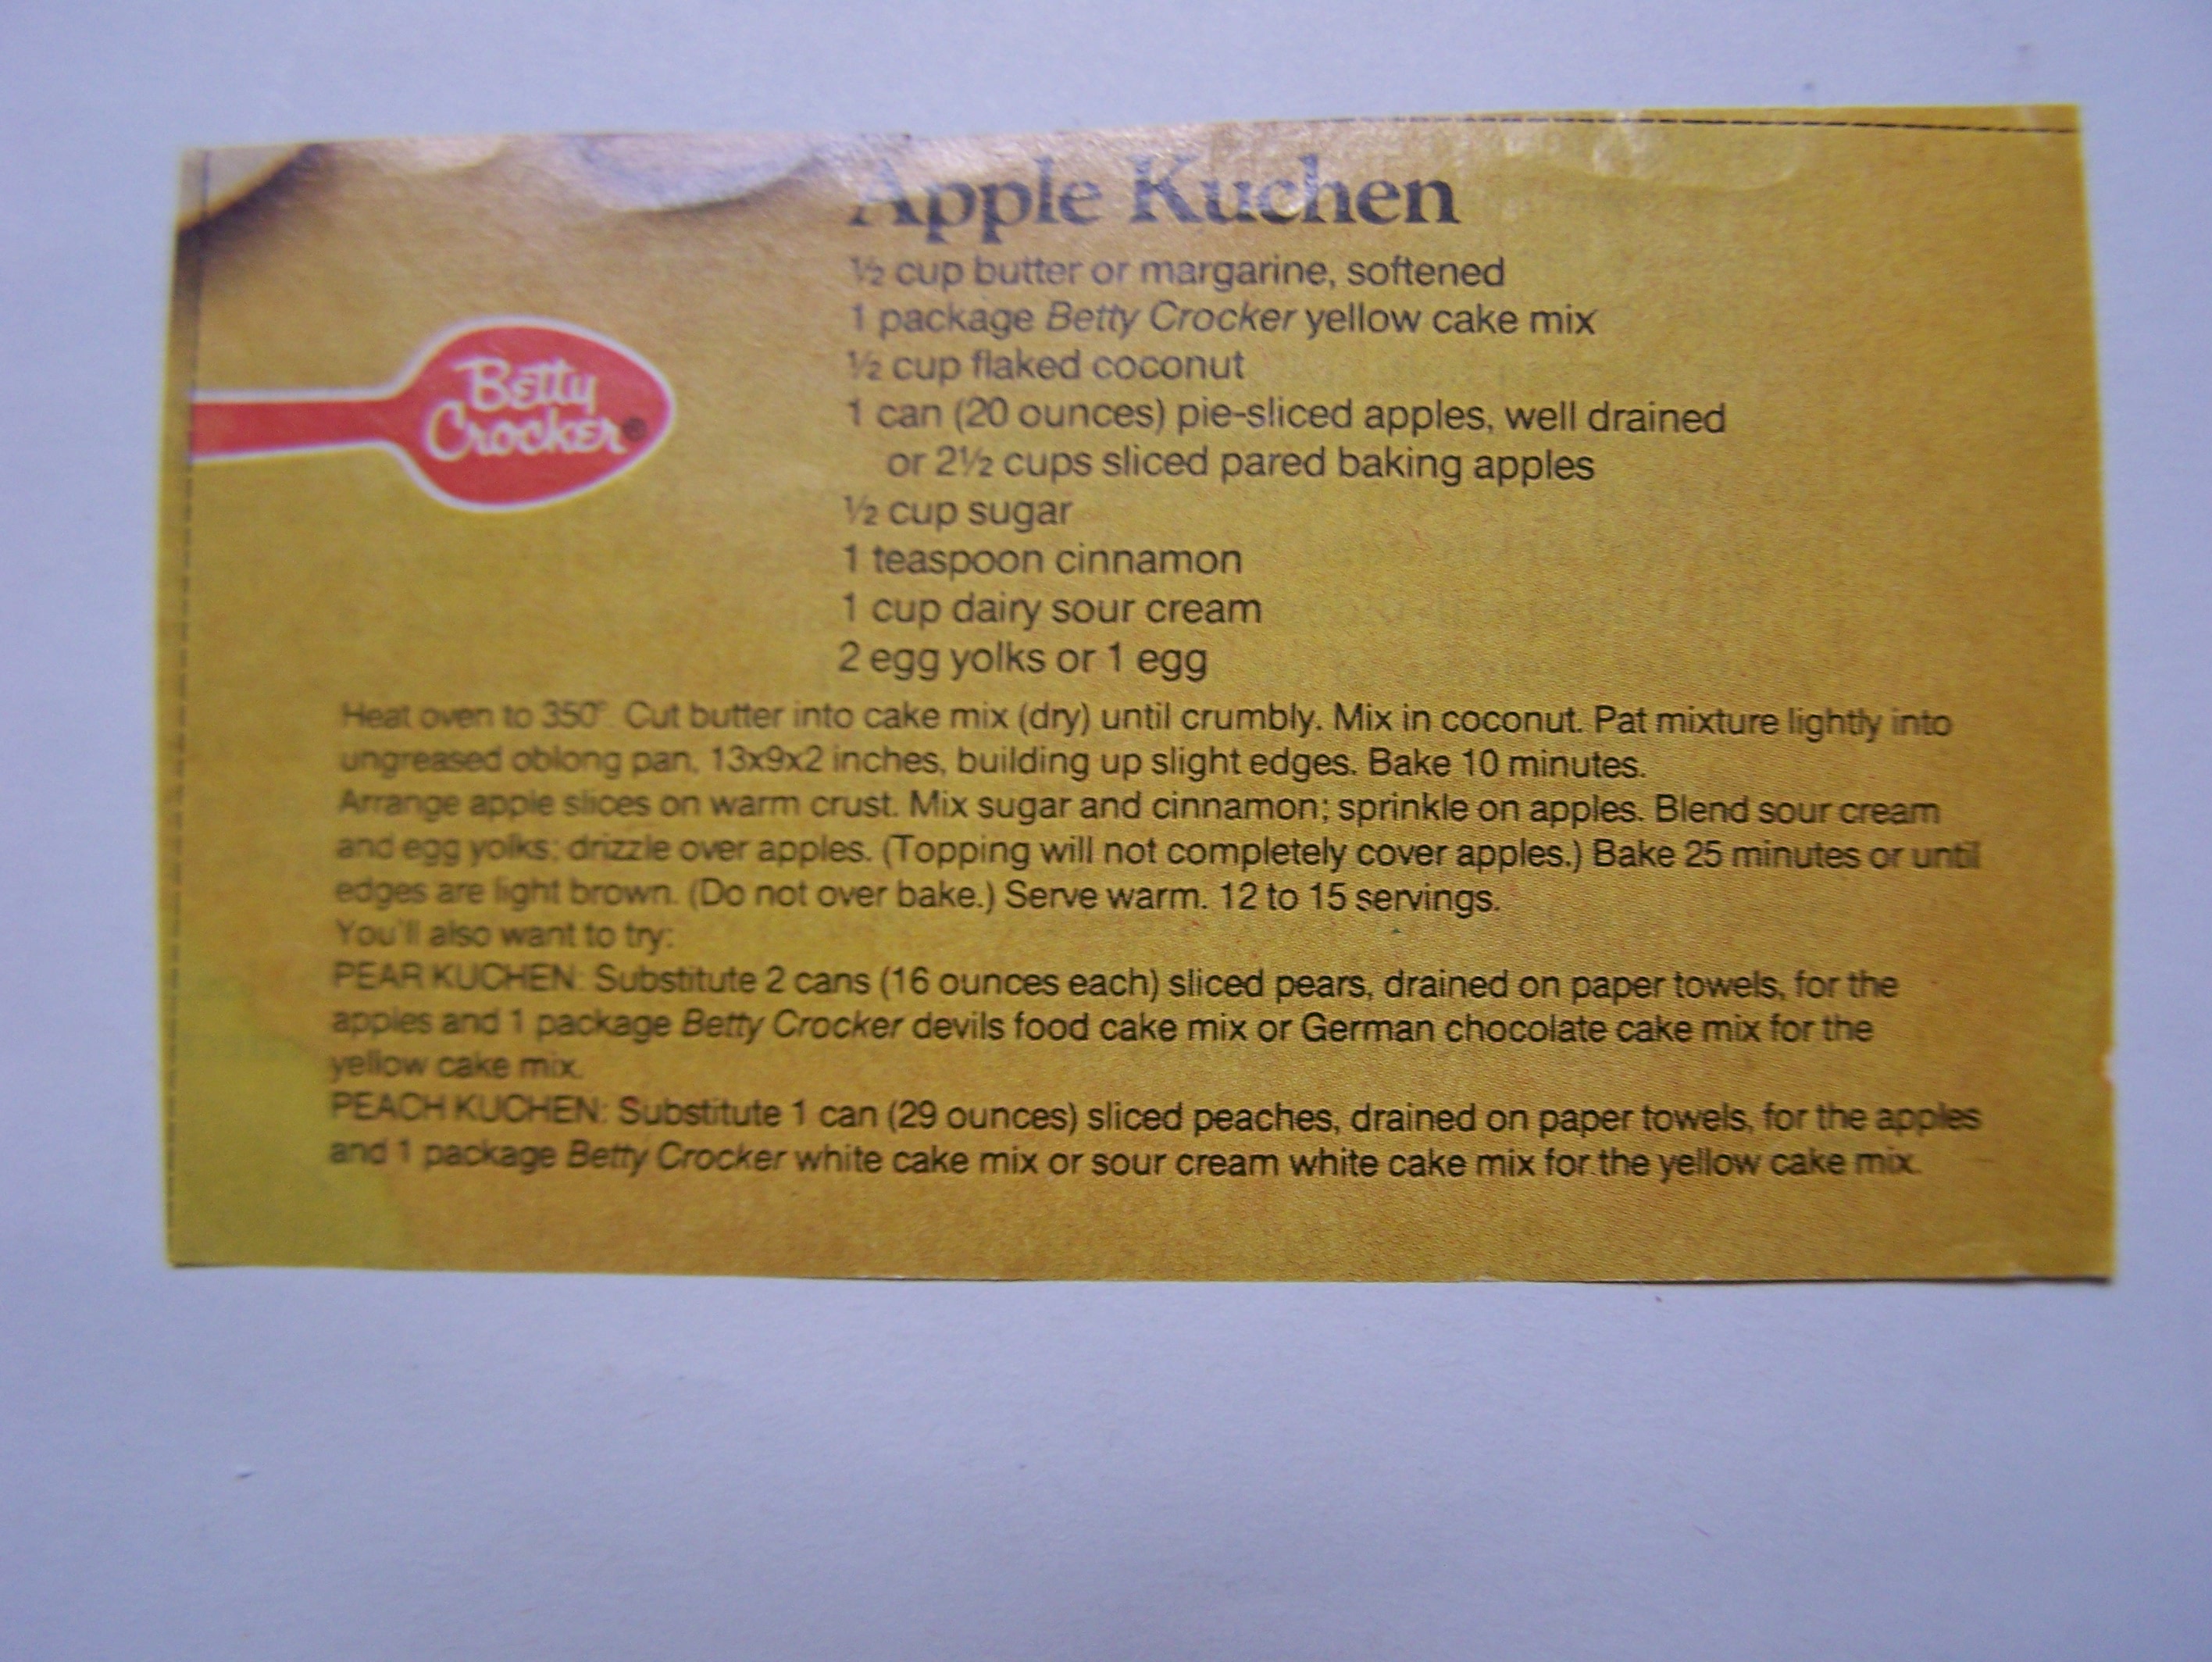 Apple Kuchen
½ cup butter or margarine, softened
1 package Betty Crocker yellow cake mix
½ cup flaked coconut
1 can (20 ounces) pie-sliced apples, well drained
or 2½ cups sliced pared baking apples
½ cup sugar
1 teaspoon cinnamon
1 cup dairy sour cream
2 egg yolks or 1 egg
Betty
Crocker®
Heat oven to 350°. Cut butter into cake mix (dry) until crumbly. Mix in coconut. Pat mixture lightly into
ungreased oblong pan, 13x9x2 inches, building up slight edges. Bake 10 minutes.
Arrange apple slices on warm crust. Mix sugar and cinnamon; sprinkle on apples. Blend sour cream
and egg yolks; drizzle over apples. (Topping will not completely cover apples.) Bake 25 minutes or until
edges are light brown. (Do not over bake.) Serve warm. 12 to 15 servings.
You'll also want to try:
PEAR KUCHEN: Substitute 2 cans (16 ounces each) sliced pears, drained on paper towels, for the
apples and 1 package Betty Crocker devils food cake mix or German chocolate cake mix for the
yellow cake mix.
PEACH KUCHEN: Substitute 1 can (29 ounces) sliced peaches, drained on paper towels, for the apples
and 1 package Betty Crocker white cake mix or sour cream white cake mix for the yellow cake mix.